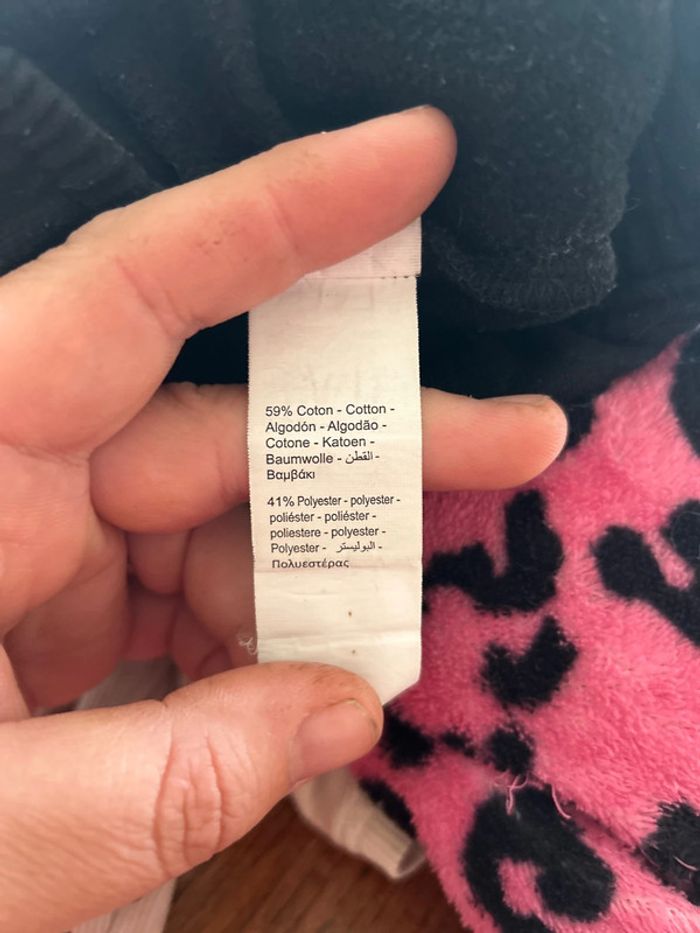 59% Coton - Cotton -
Algodón - Algodão -
Cotone - Katoen -
Baumwolle - القطن -
Βαμβάκι
41% Polyester - polyester -
poliéster - poliéster -
poliestere - polyester -
Polyester - البوليستر -
Πολυεστέρας